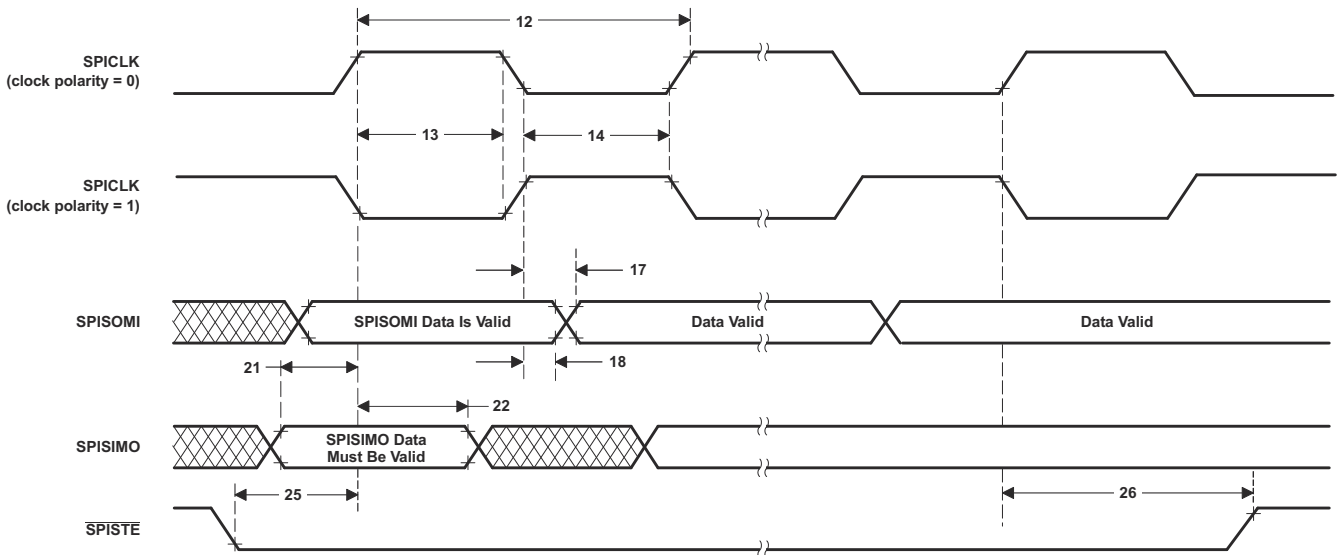 12
SPICLK
(clock polarity = 0)
13
14
SPICLK
(clock polarity = 1)
17
SPISOMI
SPISOMI Data Is Valid
Data Valid
Data Valid
21
18
22
SPISIMO
SPISIMO Data
Must Be Valid
25
26
SPISTE